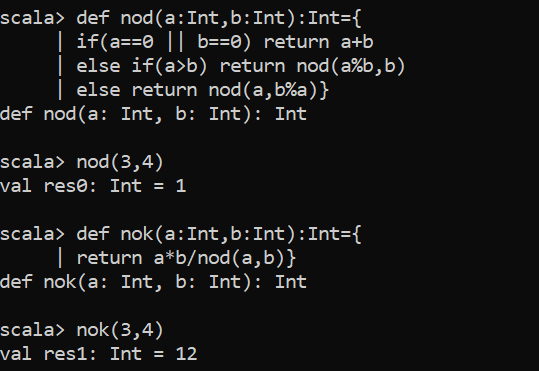 scala> def nod(a:Int,b:Int):Int={
     | if(a==0 || b==0) return a+b
     | else if(a>b) return nod(a%b,b)
     | else return nod(a,b%a)}
def nod(a: Int, b: Int): Int
scala> nod(3,4)
val res0: Int = 1
scala> def nok(a:Int,b:Int):Int={
     | return a*b/nod(a,b)}
def nok(a: Int, b: Int): Int
scala> nok(3,4)
val res1: Int = 12